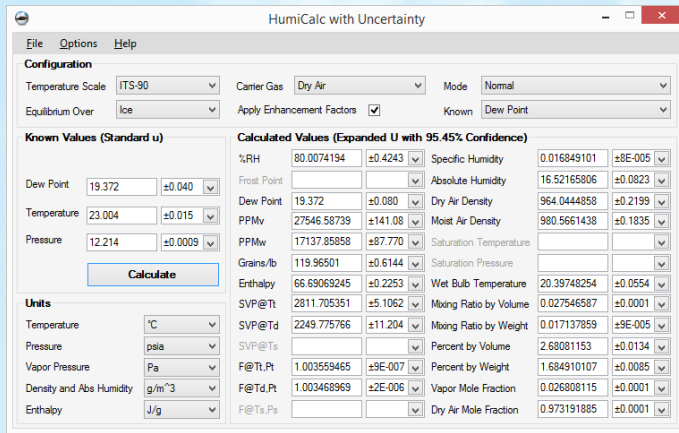 HumiCalc with Uncertainty
File Options Help
Configuration
Temperature Scale ITS-90 Carrier Gas Dry Air Mode Normal
Equilibrium Over Ice Apply Enhancement Factors Known Dew Point
Known Values (Standard u)
Dew Point 19.372 ±0.040
Temperature 23.004 ±0.015
Pressure 12.214 ±0.0009
Calculate
Units
Temperature °C
Pressure psia
Vapor Pressure Pa
Density and Abs Humidity g/m^3
Enthalpy J/g
Calculated Values (Expanded U with 95.45% Confidence)
%RH 80.0074194 ±0.4243 Specific Humidity 0.016849101 ±8E-005
Frost Point Absolute Humidity 16.52165816 ±0.0823
Dew Point 19.372 ±0.080 Dry Air Density 964.0444858 ±0.2199
PPMv 27546.58739 ±141.08 Moist Air Density 980.5661438 ±0.1835
PPMw 17137.85858 ±87.770 Saturation Temperature
Grains/lb 119.96501 ±0.6144 Saturation Pressure
Enthalpy 66.69069245 ±0.2253 Wet Bulb Temperature 20.39748254 ±0.0554
SVP@Tt 2811.705351 ±5.1062 Mixing Ratio by Volume 0.027546587 ±0.0001
SVP@Td 2249.775766 ±11.204 Mixing Ratio by Weight 0.017137859 ±9E-005
SVP@Ts Percent by Volume 2.68081153 ±0.0134
F@Tt,Pt 1.003559465 ±9E-007 Percent by Weight 1.684910107 ±0.0085
F@Td,Pt 1.003468969 ±2E-006 Vapor Mole Fraction 0.026808115 ±0.0001
F@Ts,Ps Dry Air Mole Fraction 0.973191885 ±0.0001